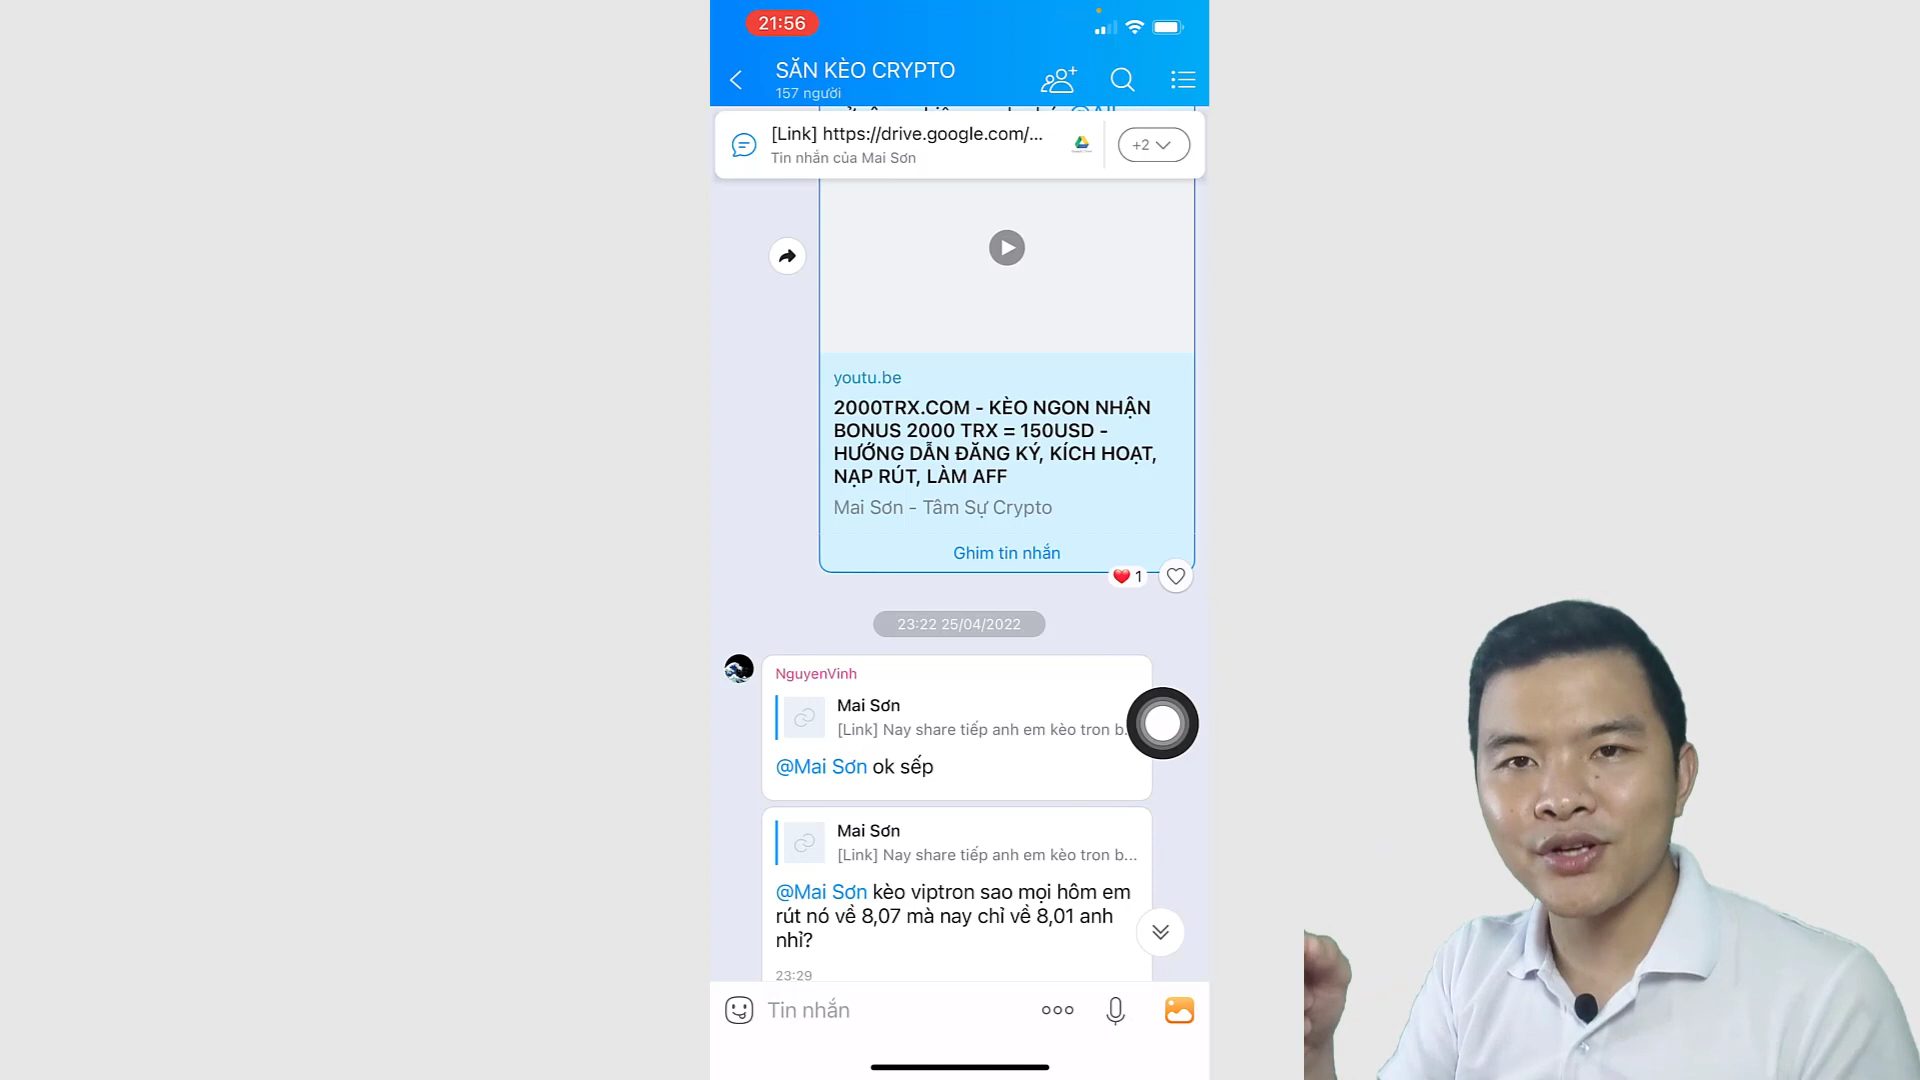 21:56
SĂN KÈO CRYPTO
157 người
[Link] https://drive.google.com/...
Tin nhắn của Mai Sơn
+2
youtu.be
2000TRX.COM - KÈO NGON NHẬN
BONUS 2000 TRX = 150USD -
HƯỚNG DẪN ĐĂNG KÝ, KÍCH HOẠT,
NẠP RÚT, LÀM AFF
Mai Sơn - Tâm Sự Crypto
Ghim tin nhắn
1
23:22 25/04/2022
NguyenVinh
Mai Sơn
[Link] Nay share tiếp anh em kèo tron b...
@Mai Sơn ok sếp
Mai Sơn
[Link] Nay share tiếp anh em kèo tron b...
@Mai Sơn kèo viptron sao mọi hôm em
rút nó về 8,07 mà nay chỉ về 8,01 anh
nhỉ?
23:29
Tin nhắn